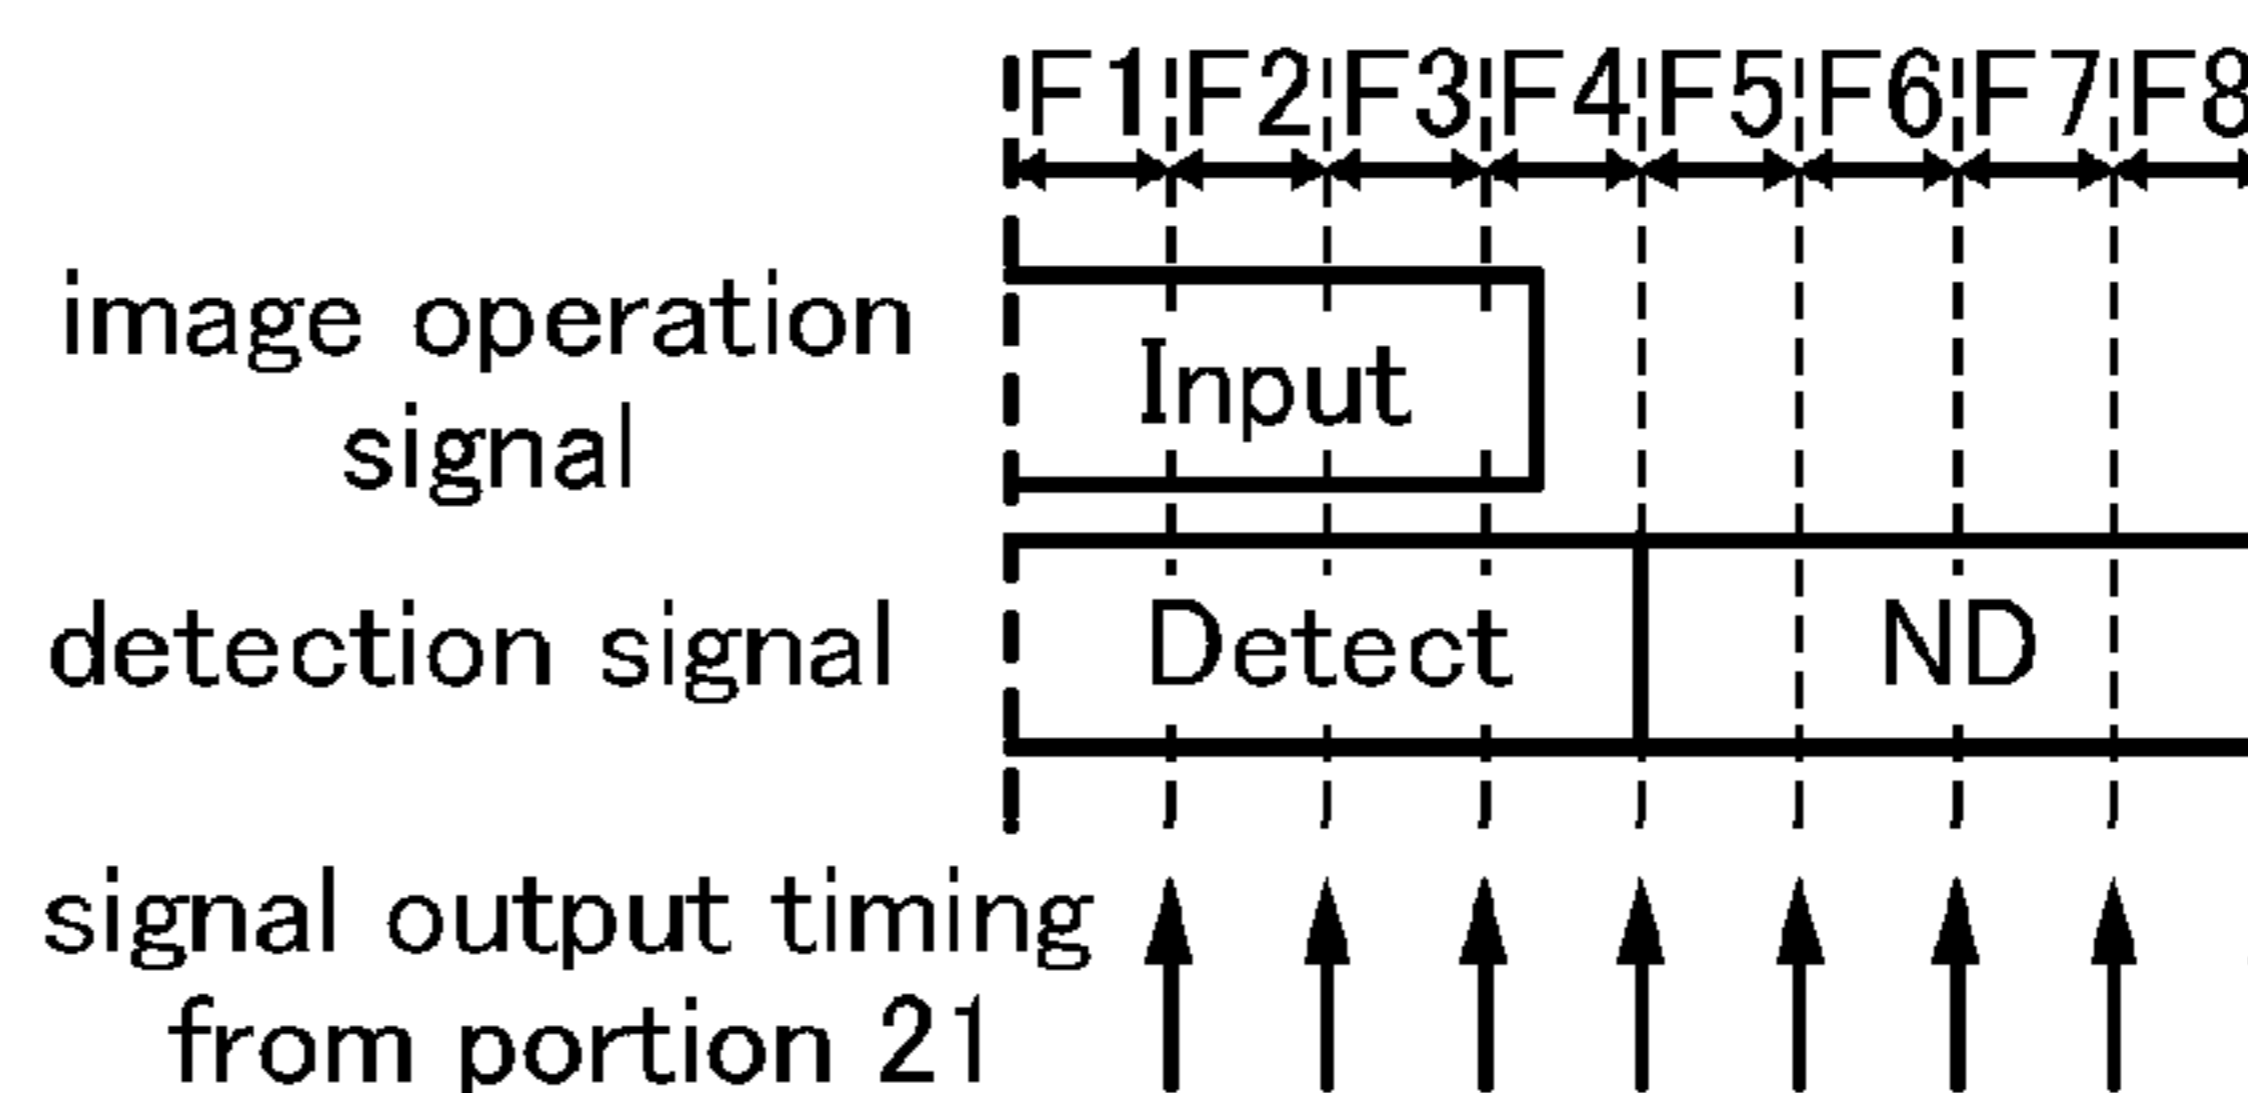 F1 F2 F3 F4 F5 F6 F7 F8
image operation
signal
Input
detection signal
Detect
ND
signal output timing
from portion 21